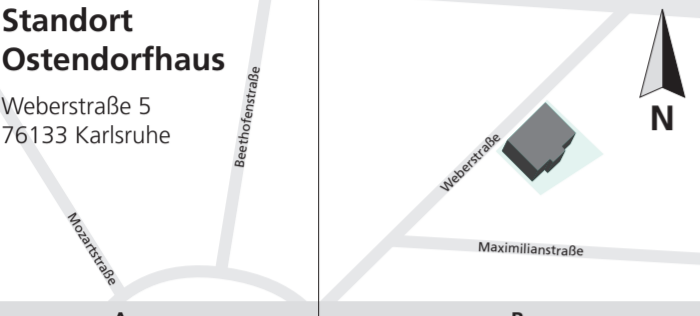 Standort
Ostendorfhaus
Weberstraße 5
76133 Karlsruhe
Beethofenstraße
Mozartstraße
Weberstraße
Maximilianstraße
N